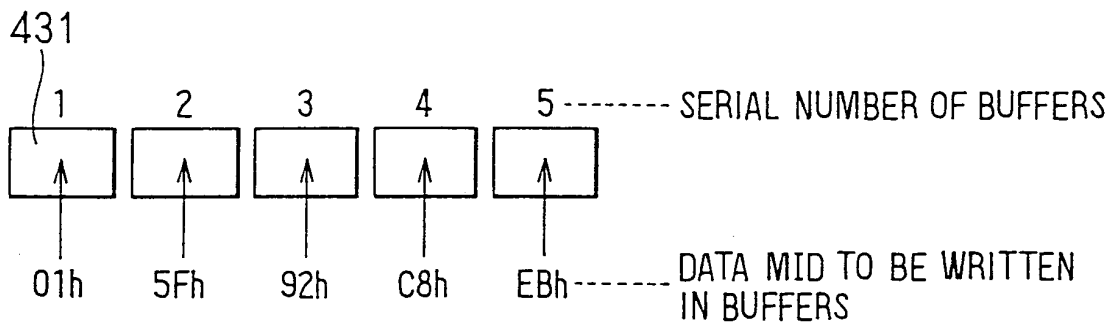 431
1 2 3 4 5 ------ SERIAL NUMBER OF BUFFERS
01h 5Fh 92h C8h EBh ------ DATA MID TO BE WRITTEN
IN BUFFERS